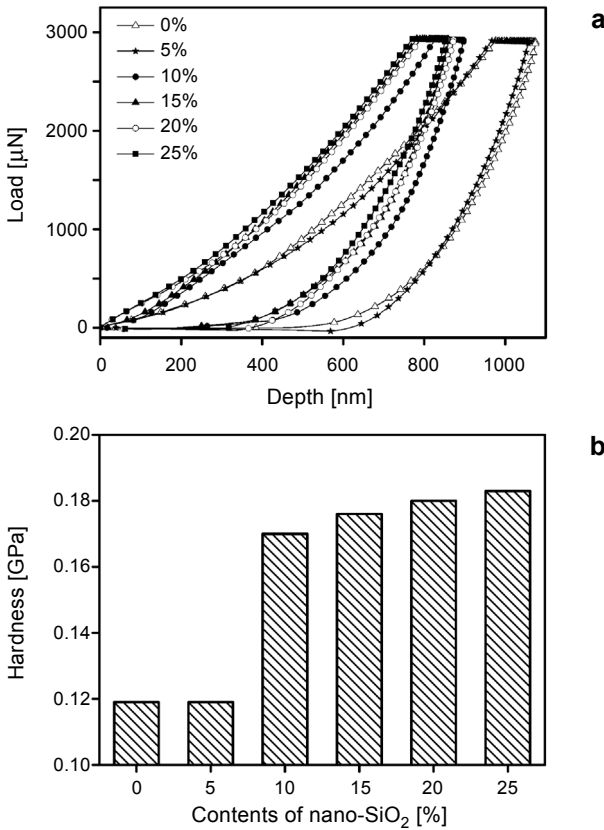 a
3000
2000
1000
0
Load [μN]
0%
5%
10%
15%
20%
25%
0 200 400 600 800 1000
Depth [nm]
b
0.20
0.18
0.16
0.14
0.12
0.10
Hardness [GPa]
0 5 10 15 20 25
Contents of nano-SiO₂ [%]